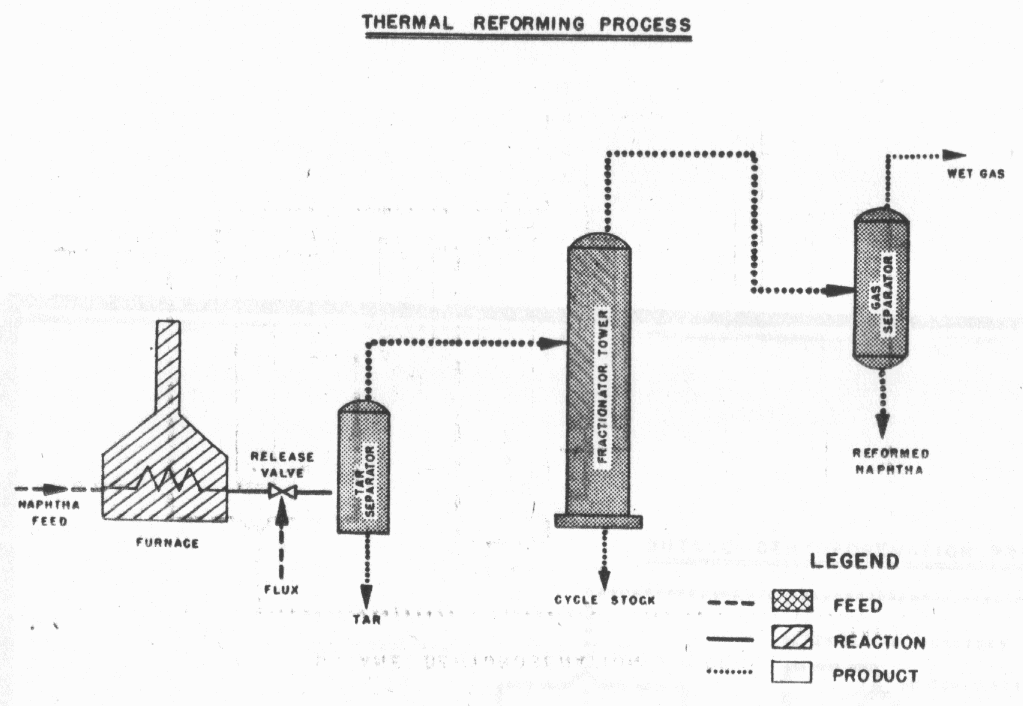 THERMAL REFORMING PROCESS
WET GAS
GAS
SEPARATOR
FRACTIONATOR TOWER
REFORMED
NAPHTHA
RELEASE
VALVE
TAR
SEPARATOR
NAPHTHA
FEED
FURNACE
FLUX
TAR
CYCLE STOCK
LEGEND
FEED
REACTION
PRODUCT